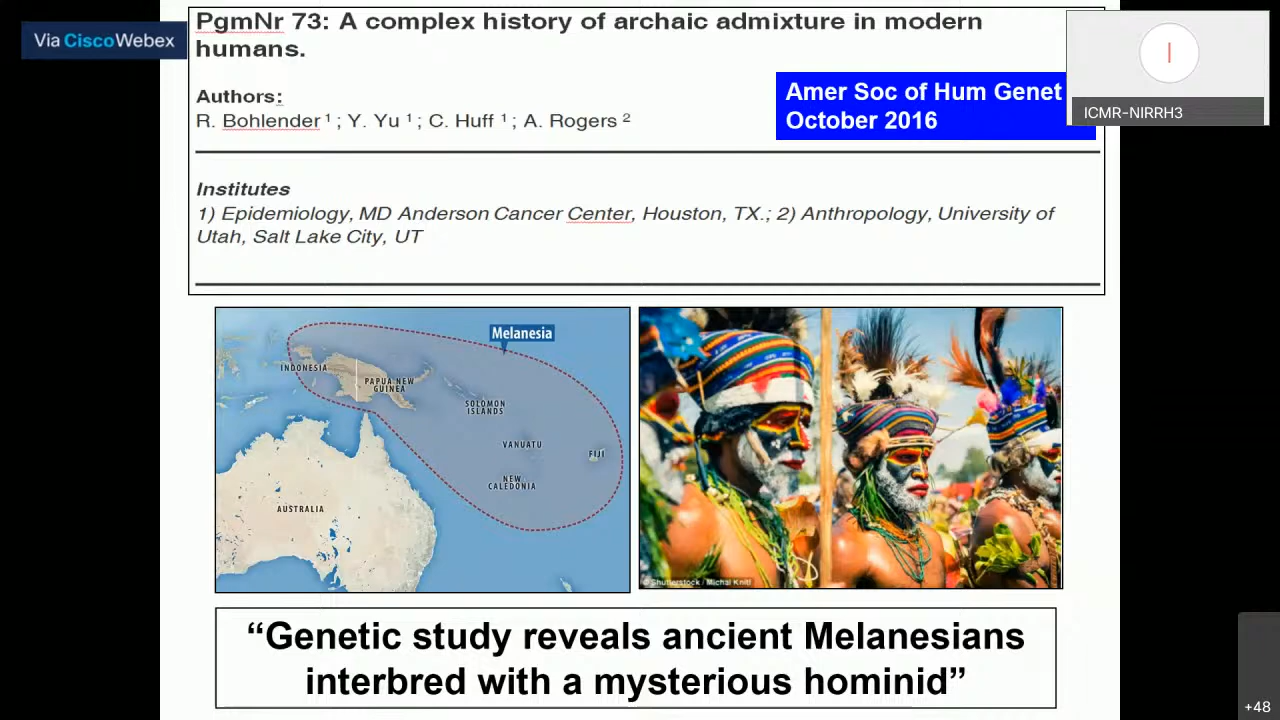 Via CiscoWebex
PgmNr 73: A complex history of archaic admixture in modern
humans.
Authors:
R. Bohlender 1 ; Y. Yu 1 ; C. Huff 1 ; A. Rogers 2
Amer Soc of Hum Genet
October 2016
ICMR-NIRRH3
Institutes
1) Epidemiology, MD Anderson Cancer Center, Houston, TX.; 2) Anthropology, University of
Utah, Salt Lake City, UT
Melanesia
INDONESIA
PAPUA NEW
GUINEA
SOLOMON
ISLANDS
VANUATU
FIJI
NEW
CALEDONIA
AUSTRALIA
© Shutterstock / Michal Knitl
"Genetic study reveals ancient Melanesians
interbred with a mysterious hominid"
+48